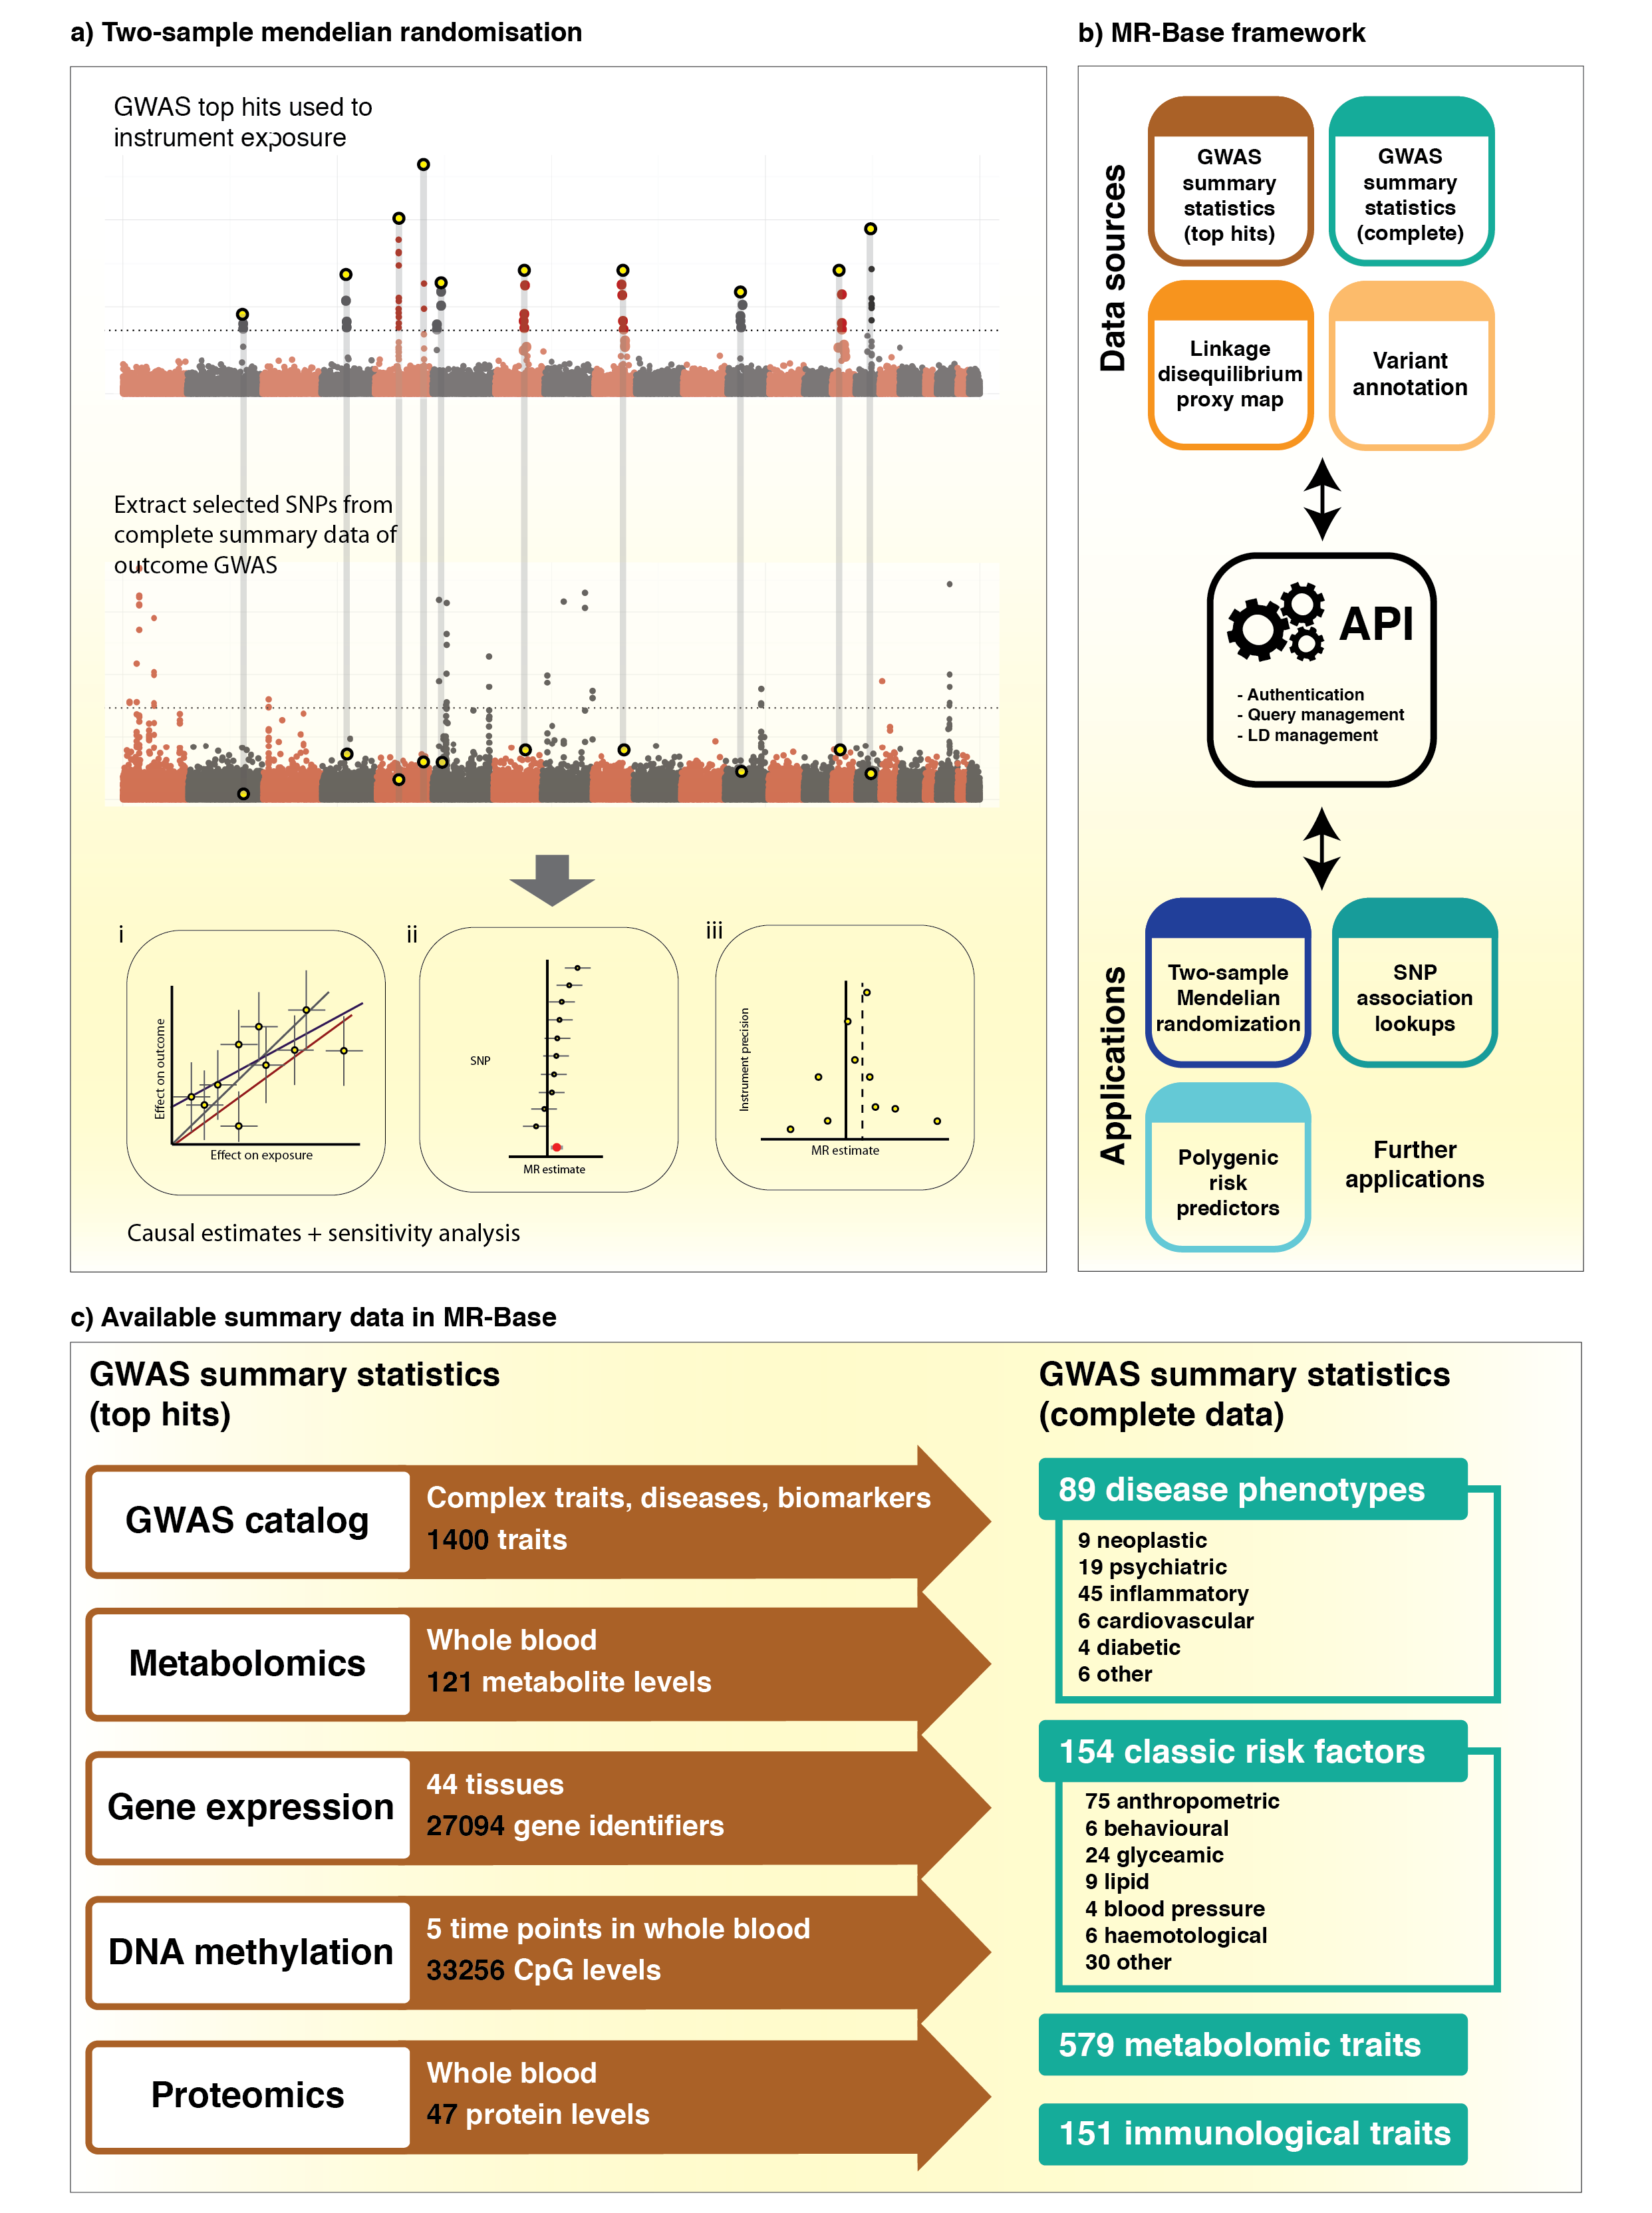 a) Two-sample mendelian randomisation
GWAS top hits used to
instrument exposure
Extract selected SNPs from
complete summary data of
outcome GWAS
i
Effect on outcome
Effect on exposure
ii
SNP
MR estimate
iii
Instrument precision
MR estimate
Causal estimates + sensitivity analysis
b) MR-Base framework
Data sources
GWAS
summary
statistics
(top hits)
GWAS
summary
statistics
(complete)
Linkage
disequilibrium
proxy map
Variant
annotation
API
- Authentication
- Query management
- LD management
Applications
Two-sample
Mendelian
randomization
SNP
association
lookups
Polygenic
risk
predictors
Further
applications
c) Available summary data in MR-Base
GWAS summary statistics
(top hits)
GWAS catalog
Complex traits, diseases, biomarkers
1400 traits
Metabolomics
Whole blood
121 metabolite levels
Gene expression
44 tissues
27094 gene identifiers
DNA methylation
5 time points in whole blood
33256 CpG levels
Proteomics
Whole blood
47 protein levels
GWAS summary statistics
(complete data)
89 disease phenotypes
9 neoplastic
19 psychiatric
45 inflammatory
6 cardiovascular
4 diabetic
6 other
154 classic risk factors
75 anthropometric
6 behavioural
24 glyceamic
9 lipid
4 blood pressure
6 haemotological
30 other
579 metabolomic traits
151 immunological traits